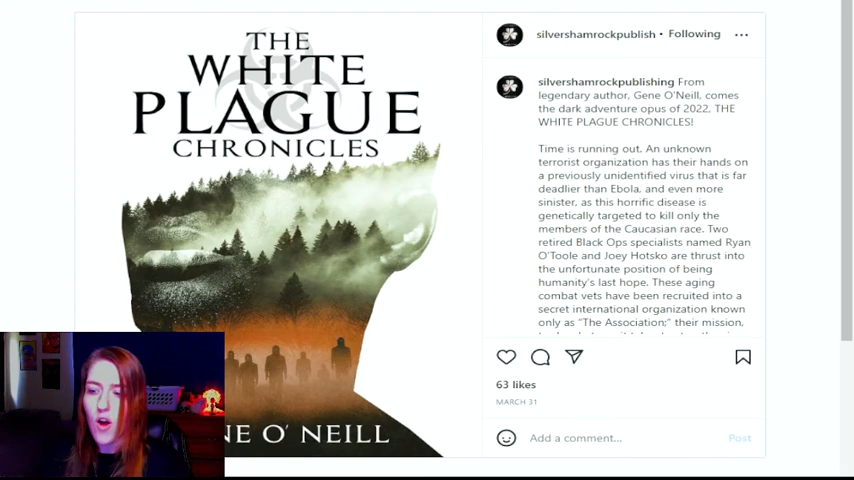 THE
WHITE
PLAGUE
CHRONICLES
NE O' NEILL
silvershamrockpublish • Following
silvershamrockpublishing From
legendary author, Gene O'Neill, comes
the dark adventure opus of 2022, THE
WHITE PLAGUE CHRONICLES!
Time is running out. An unknown
terrorist organization has their hands on
a previously unidentified virus that is far
deadlier than Ebola, and even more
sinister, as this horrific disease is
genetically targeted to kill only the
members of the Caucasian race. Two
retired Black Ops specialists named Ryan
O'Toole and Joey Hotsko are thrust into
the unfortunate position of being
humanity's last hope. These aging
combat vets have been recruited into a
secret international organization known
only as “The Association;” their mission,
63 likes
MARCH 31
Add a comment... Post